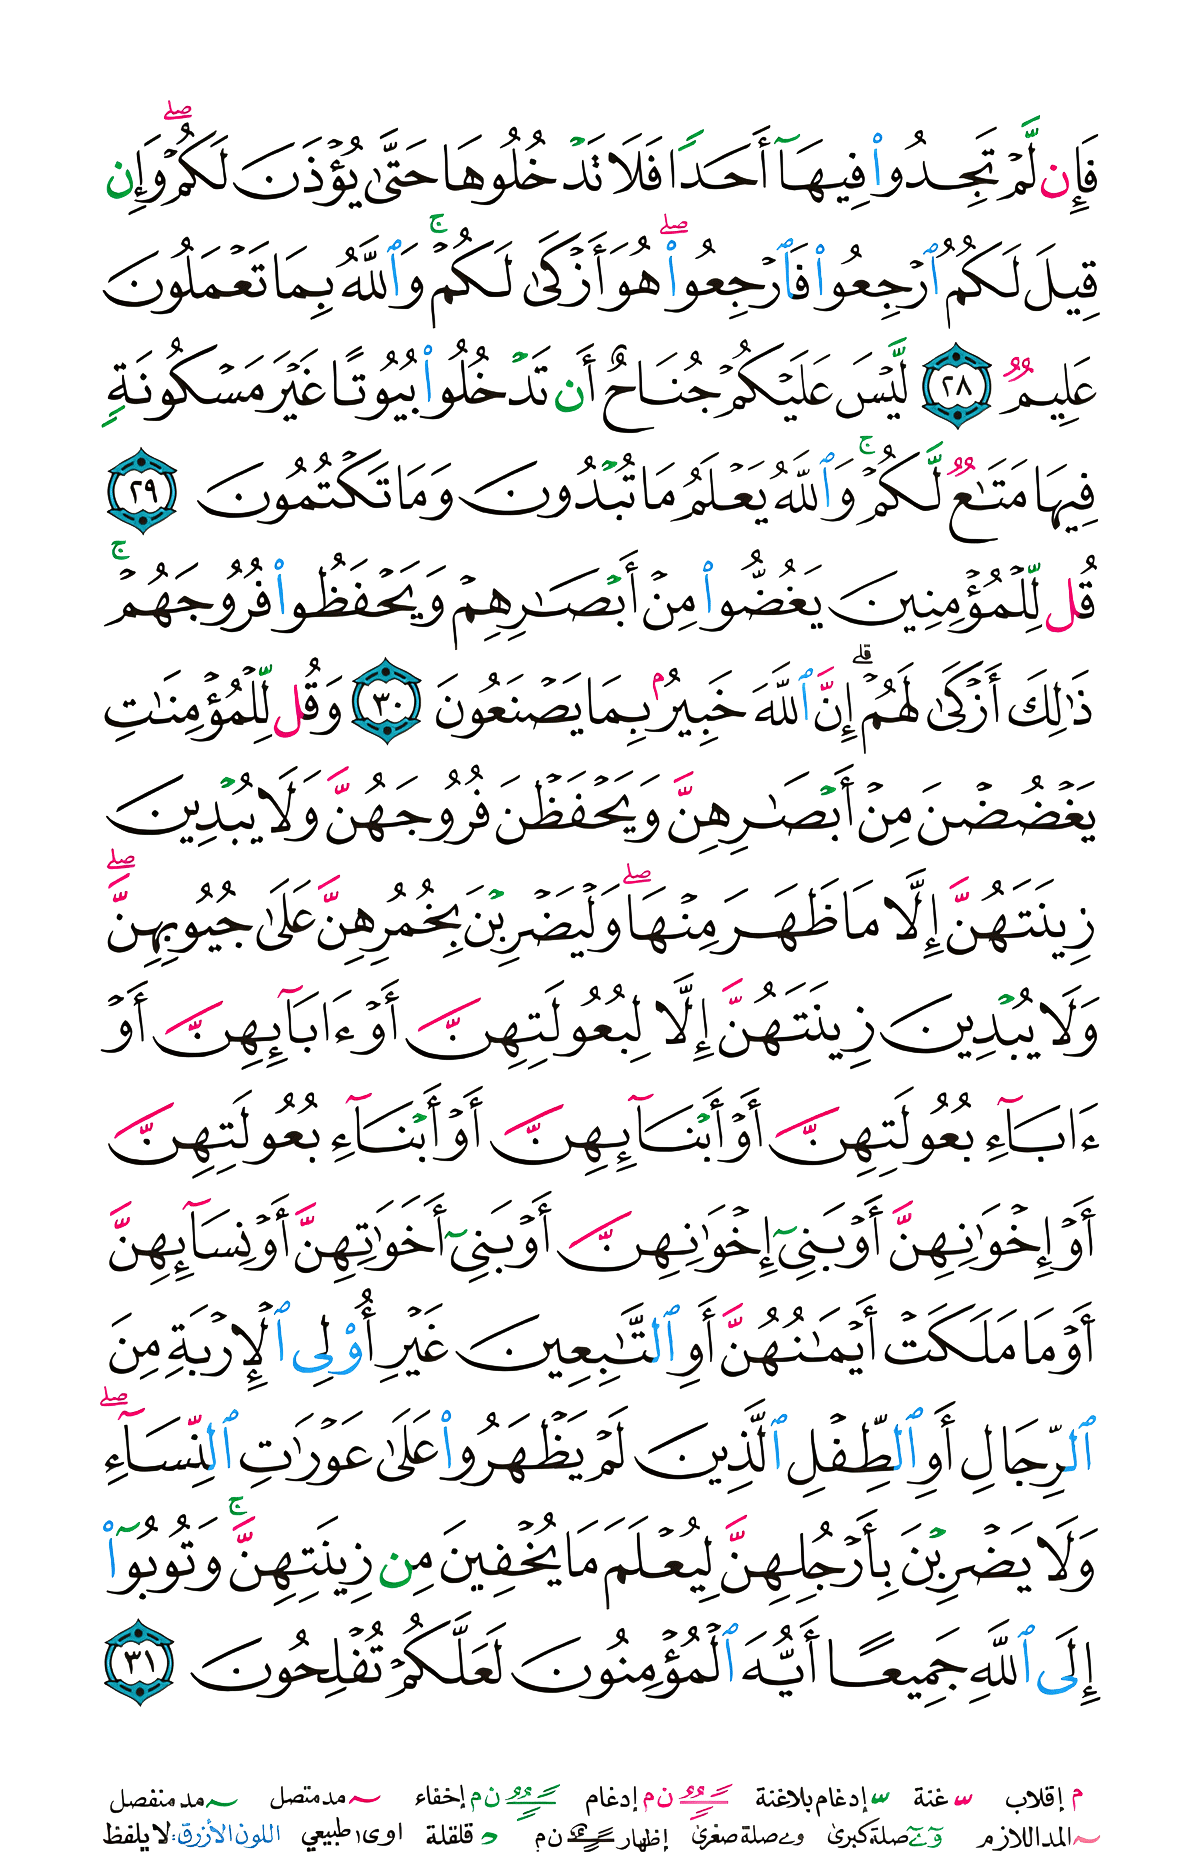 فَإِن لَّمْ تَجِدُوا۟ فِيهَآ أَحَدًا فَلَا تَدْخُلُوهَا حَتَّىٰ يُؤْذَنَ لَكُمْ ۖ وَإِن
قِيلَ لَكُمُ ٱرْجِعُوا۟ فَٱرْجِعُوا۟ ۖ هُوَ أَزْكَىٰ لَكُمْ ۚ وَٱللَّهُ بِمَا تَعْمَلُونَ
عَلِيمٌ ٢٨ لَّيْسَ عَلَيْكُمْ جُنَاحٌ أَن تَدْخُلُوا۟ بُيُوتًا غَيْرَ مَسْكُونَةٍ
فِيهَا مَتَـٰعٌ لَّكُمْ ۚ وَٱللَّهُ يَعْلَمُ مَا تُبْدُونَ وَمَا تَكْتُمُونَ ٢٩
قُل لِّلْمُؤْمِنِينَ يَغُضُّوا۟ مِنْ أَبْصَـٰرِهِمْ وَيَحْفَظُوا۟ فُرُوجَهُمْ ۚ
ذَٰلِكَ أَزْكَىٰ لَهُمْ ۗ إِنَّ ٱللَّهَ خَبِيرٌۢ بِمَا يَصْنَعُونَ ٣٠ وَقُل لِّلْمُؤْمِنَـٰتِ
يَغْضُضْنَ مِنْ أَبْصَـٰرِهِنَّ وَيَحْفَظْنَ فُرُوجَهُنَّ وَلَا يُبْدِينَ
زِينَتَهُنَّ إِلَّا مَا ظَهَرَ مِنْهَا ۖ وَلْيَضْرِبْنَ بِخُمُرِهِنَّ عَلَىٰ جُيُوبِهِنَّ ۖ
وَلَا يُبْدِينَ زِينَتَهُنَّ إِلَّا لِبُعُولَتِهِنَّ أَوْ ءَابَآئِهِنَّ أَوْ
ءَابَآءِ بُعُولَتِهِنَّ أَوْ أَبْنَآئِهِنَّ أَوْ أَبْنَآءِ بُعُولَتِهِنَّ
أَوْ إِخْوَٰنِهِنَّ أَوْ بَنِىٓ إِخْوَٰنِهِنَّ أَوْ بَنِىٓ أَخَوَٰتِهِنَّ أَوْ نِسَآئِهِنَّ
أَوْ مَا مَلَكَتْ أَيْمَـٰنُهُنَّ أَوِ ٱلتَّـٰبِعِينَ غَيْرِ أُو۟لِى ٱلْإِرْبَةِ مِنَ
ٱلرِّجَالِ أَوِ ٱلطِّفْلِ ٱلَّذِينَ لَمْ يَظْهَرُوا۟ عَلَىٰ عَوْرَٰتِ ٱلنِّسَآءِ ۖ
وَلَا يَضْرِبْنَ بِأَرْجُلِهِنَّ لِيُعْلَمَ مَا يُخْفِينَ مِن زِينَتِهِنَّ ۚ وَتُوبُوٓا۟
إِلَى ٱللَّهِ جَمِيعًا أَيُّهَ ٱلْمُؤْمِنُونَ لَعَلَّكُمْ تُفْلِحُونَ ٣١
م إقلاب غنة إدغام بلاغنة ن م إدغام ن م إخفاء مد متصل مد منفصل
المد اللازم صلة كبرى صلة صغرى إظهار ن م قلقلة اوى طبيعي اللون الأزرق: لا يلفظ